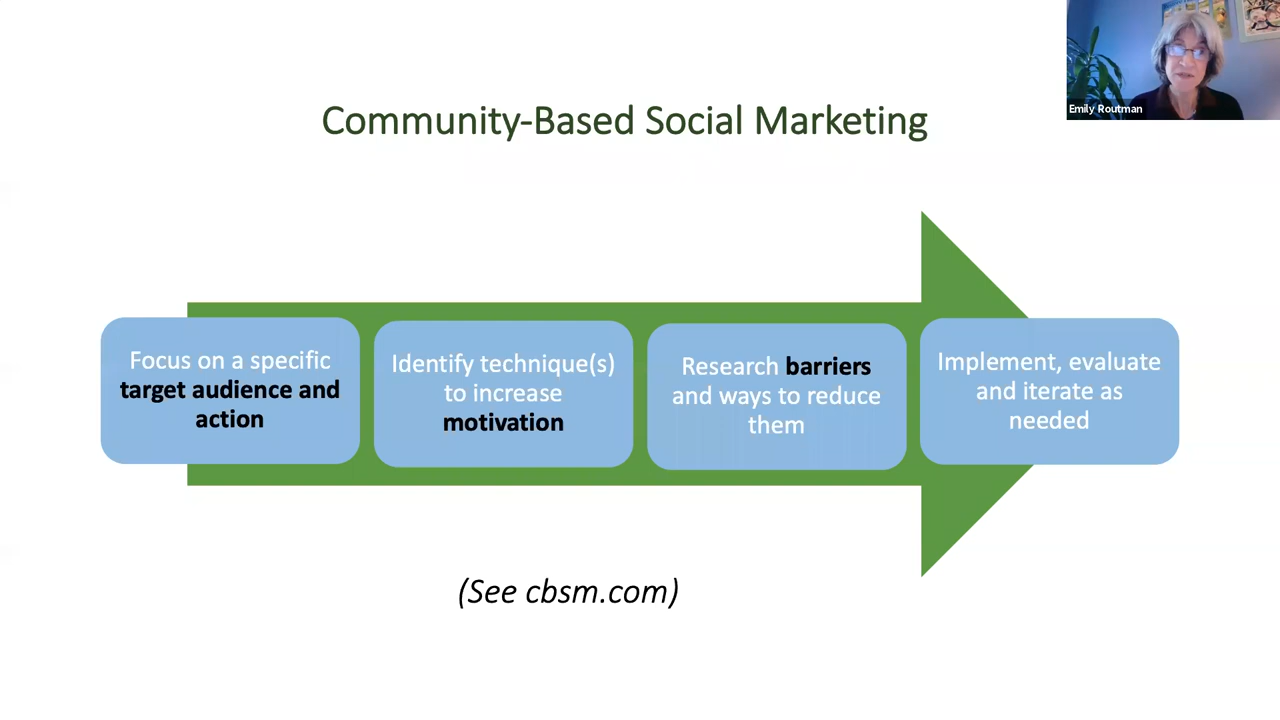 Emily Routman
Community-Based Social Marketing
Focus on a specific
target audience and
action
Identify technique(s)
to increase
motivation
Research barriers
and ways to reduce
them
Implement, evaluate
and iterate as
needed
(See cbsm.com)